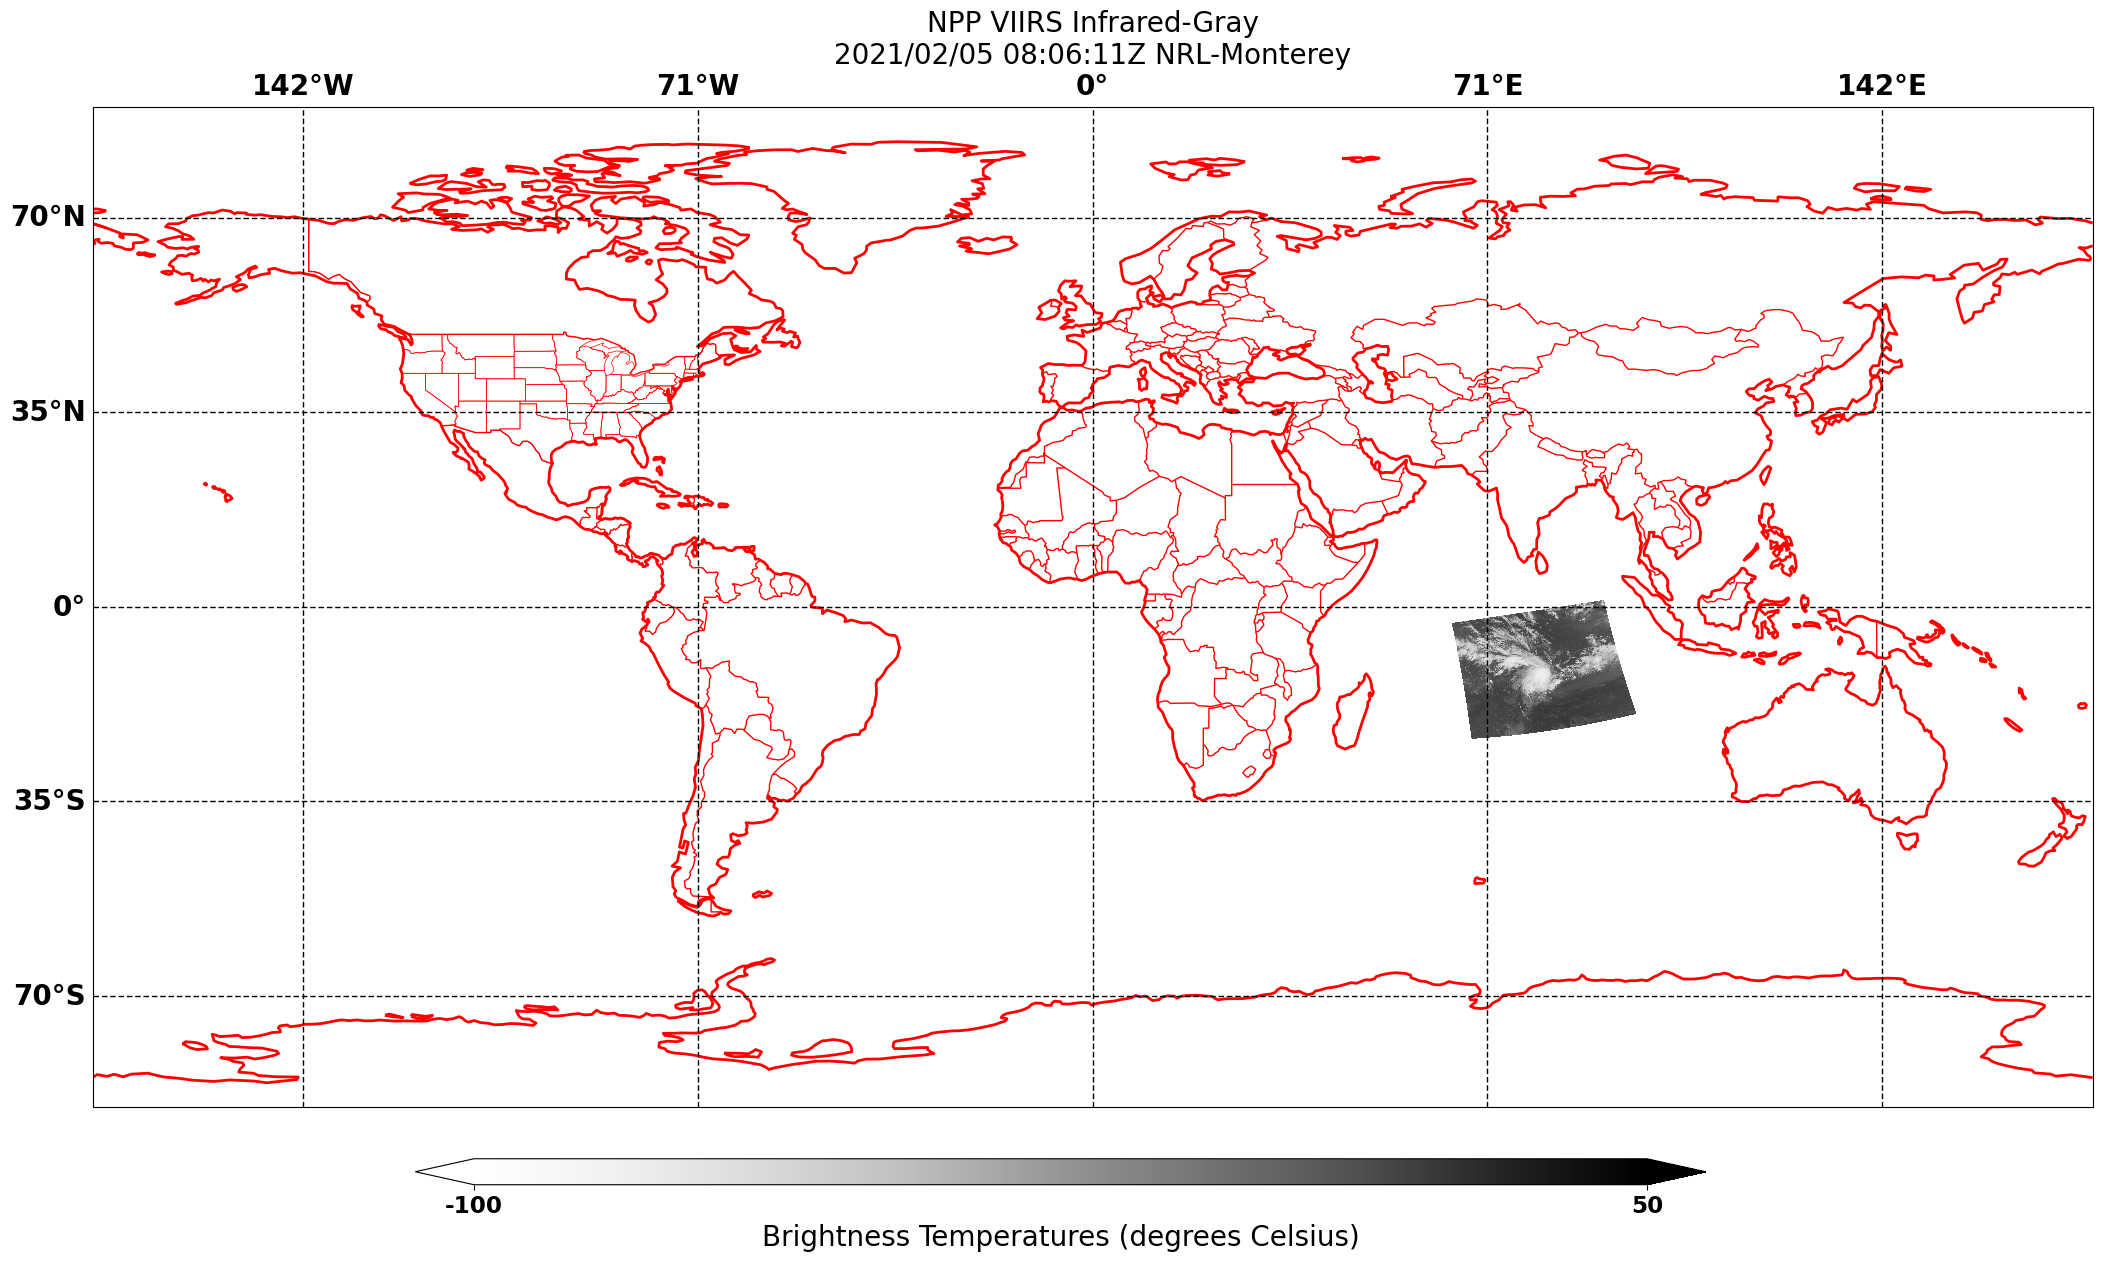 NPP VIIRS Infrared-Gray
2021/02/05 08:06:11Z NRL-Monterey
142°W 71°W 0° 71°E 142°E
70°N
35°N
0°
35°S
70°S
-100 50
Brightness Temperatures (degrees Celsius)